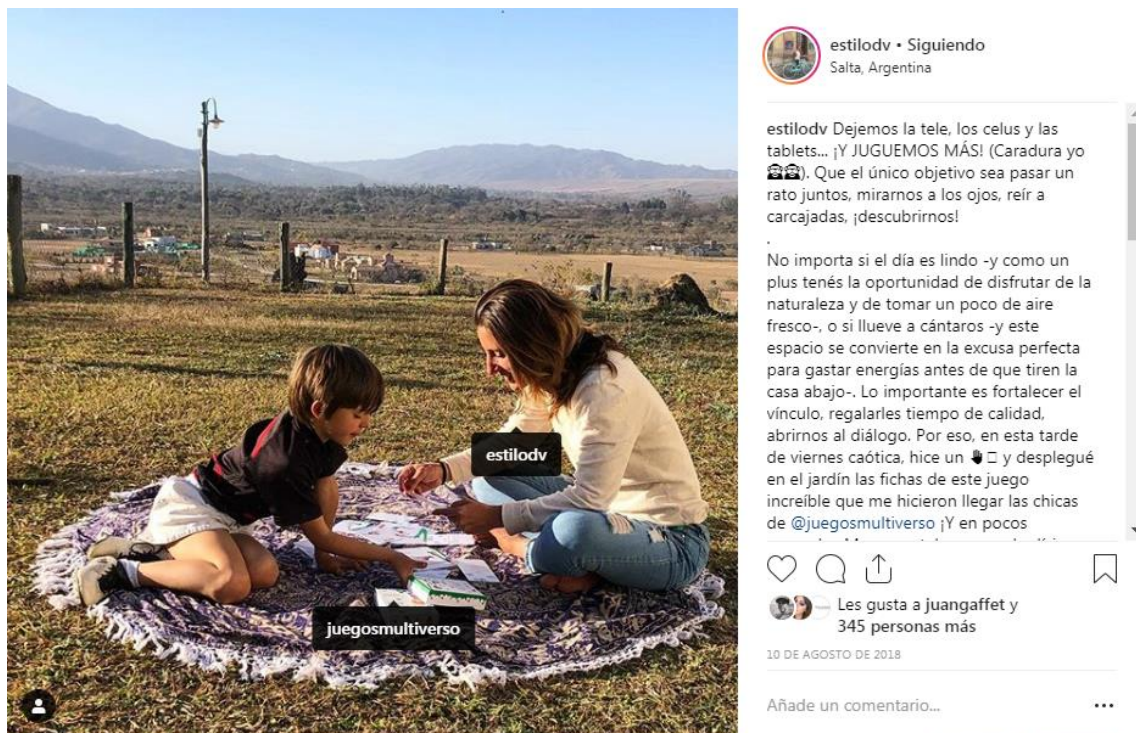 estilodv • Siguiendo
Salta, Argentina
estilodv Dejemos la tele, los celus y las
tablets... ¡Y JUGUEMOS MÁS! (Caradura yo
🙈🙈). Que el único objetivo sea pasar un
rato juntos, mirarnos a los ojos, reír a
carcajadas, ¡descubrirnos!
.
No importa si el día es lindo -y como un
plus tenés la oportunidad de disfrutar de la
naturaleza y de tomar un poco de aire
fresco-, o si llueve a cántaros -y este
espacio se convierte en la excusa perfecta
para gastar energías antes de que tiren la
casa abajo-. Lo importante es fortalecer el
vínculo, regalarles tiempo de calidad,
abrirnos al diálogo. Por eso, en esta tarde
de viernes caótica, hice un ✋□ y desplegué
en el jardín las fichas de este juego
increíble que me hicieron llegar las chicas
de @juegosmultiverso ¡Y en pocos
Les gusta a juangaffet y
345 personas más
10 DE AGOSTO DE 2018
Añade un comentario...
estilodv
juegosmultiverso